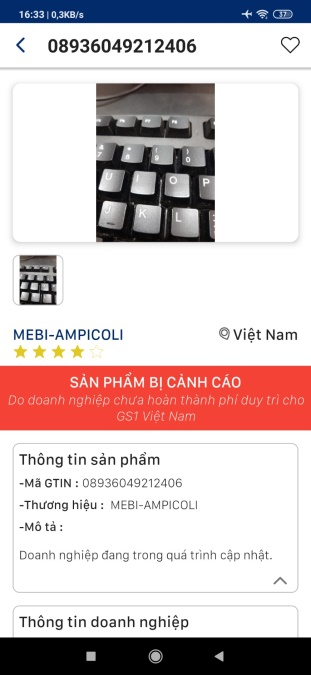 16:33 | 0,3KB/s
37
08936049212406
U I O P
J K L
MEBI-AMPICOLI
Việt Nam
SẢN PHẨM BỊ CẢNH CÁO
Do doanh nghiệp chưa hoàn thành phí duy trì cho
GS1 Việt Nam
Thông tin sản phẩm
-Mã GTIN : 08936049212406
-Thương hiệu : MEBI-AMPICOLI
-Mô tả :
Doanh nghiệp đang trong quá trình cập nhật.
Thông tin doanh nghiệp